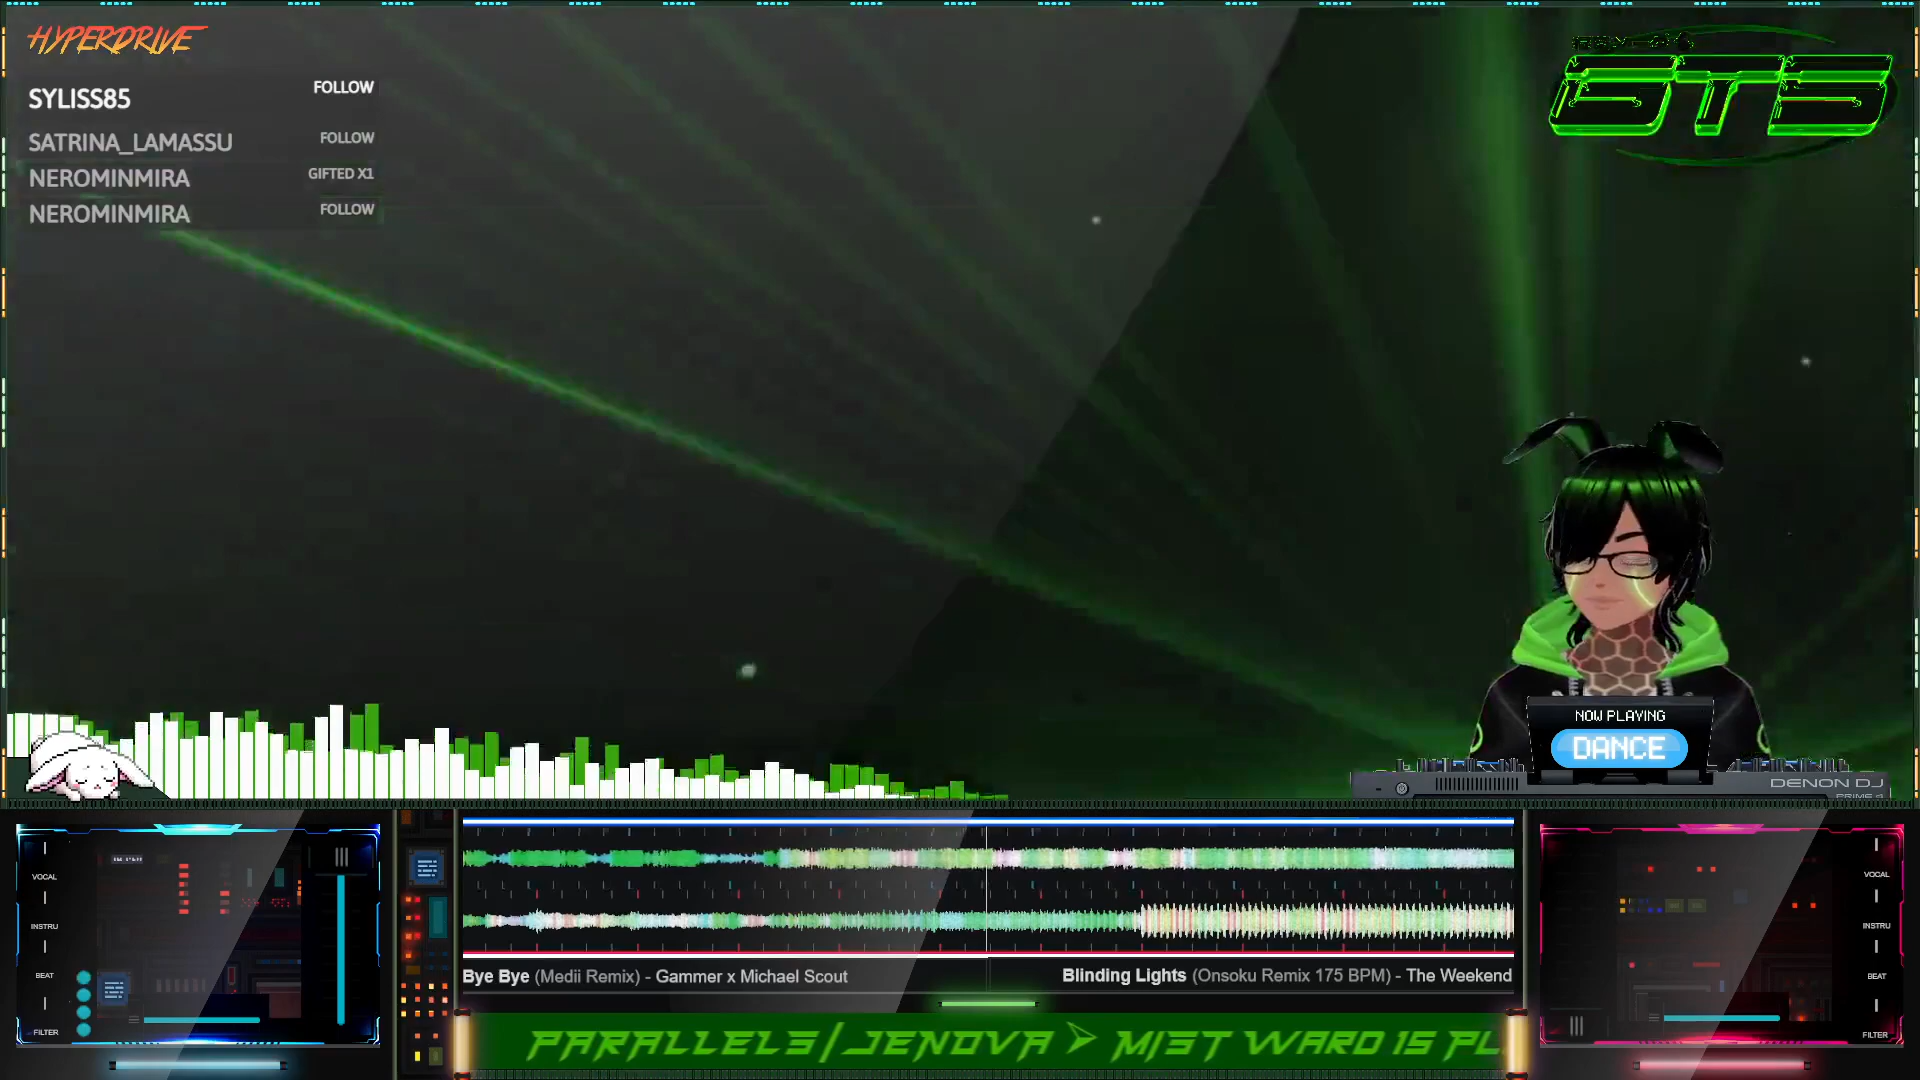 HYPERDRIVE
SYLISS85 FOLLOW
SATRINA_LAMASSU FOLLOW
NEROMINMIRA GIFTED X1
NEROMINMIRA FOLLOW
GTS
NOW PLAYING
DANCE
DENON DJ
PRIME 4
VOCAL
INSTRU
BEAT
FILTER
Bye Bye (Medii Remix) - Gammer x Michael Scout
Blinding Lights (Onsoku Remix 175 BPM) - The Weekend
PARALLELS/JENOVA > MIST WARD IS PL
VOCAL
INSTRU
BEAT
FILTER